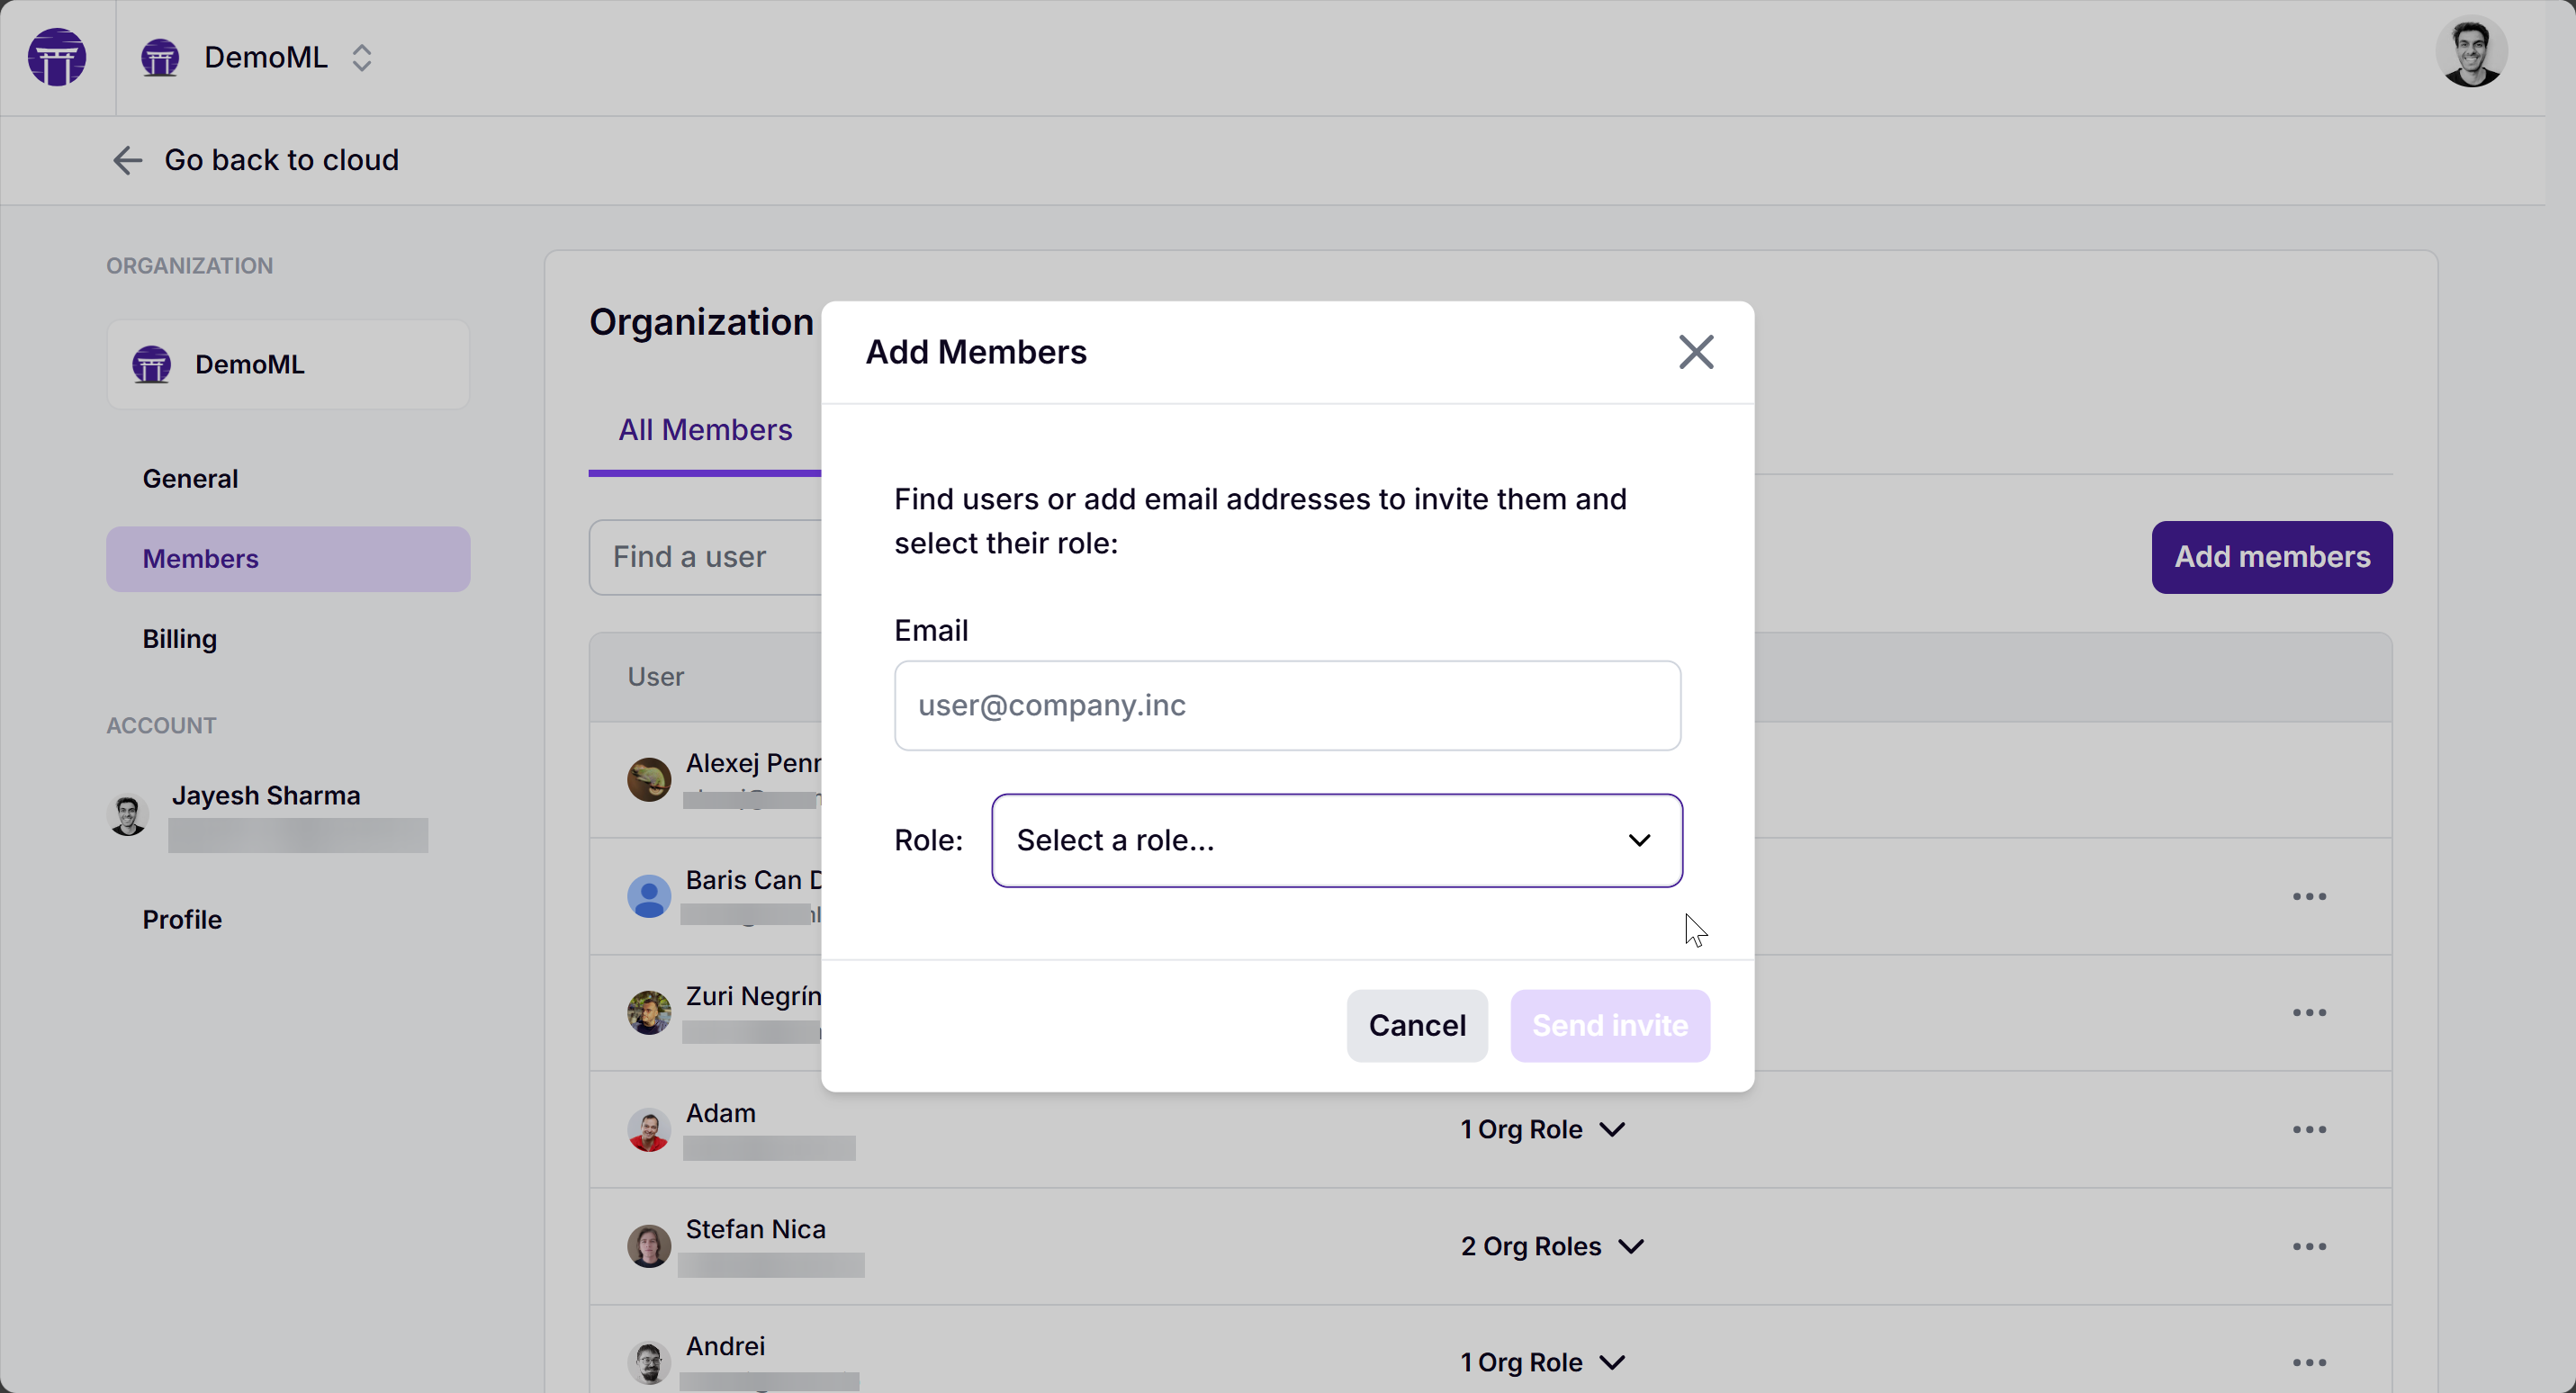 DemoML
Go back to cloud
ORGANIZATION
DemoML
General
Members
Billing
ACCOUNT
Jayesh Sharma
Profile
Organization
All Members
Find a user
Add members
User
Alexej
Baris Can
Zuri Negrín
Adam
1 Org Role
Stefan Nica
2 Org Roles
Andrei
1 Org Role
Add Members
Find users or add email addresses to invite them and
select their role:
Email
user@company.inc
Role:
Select a role...
Cancel
Send invite